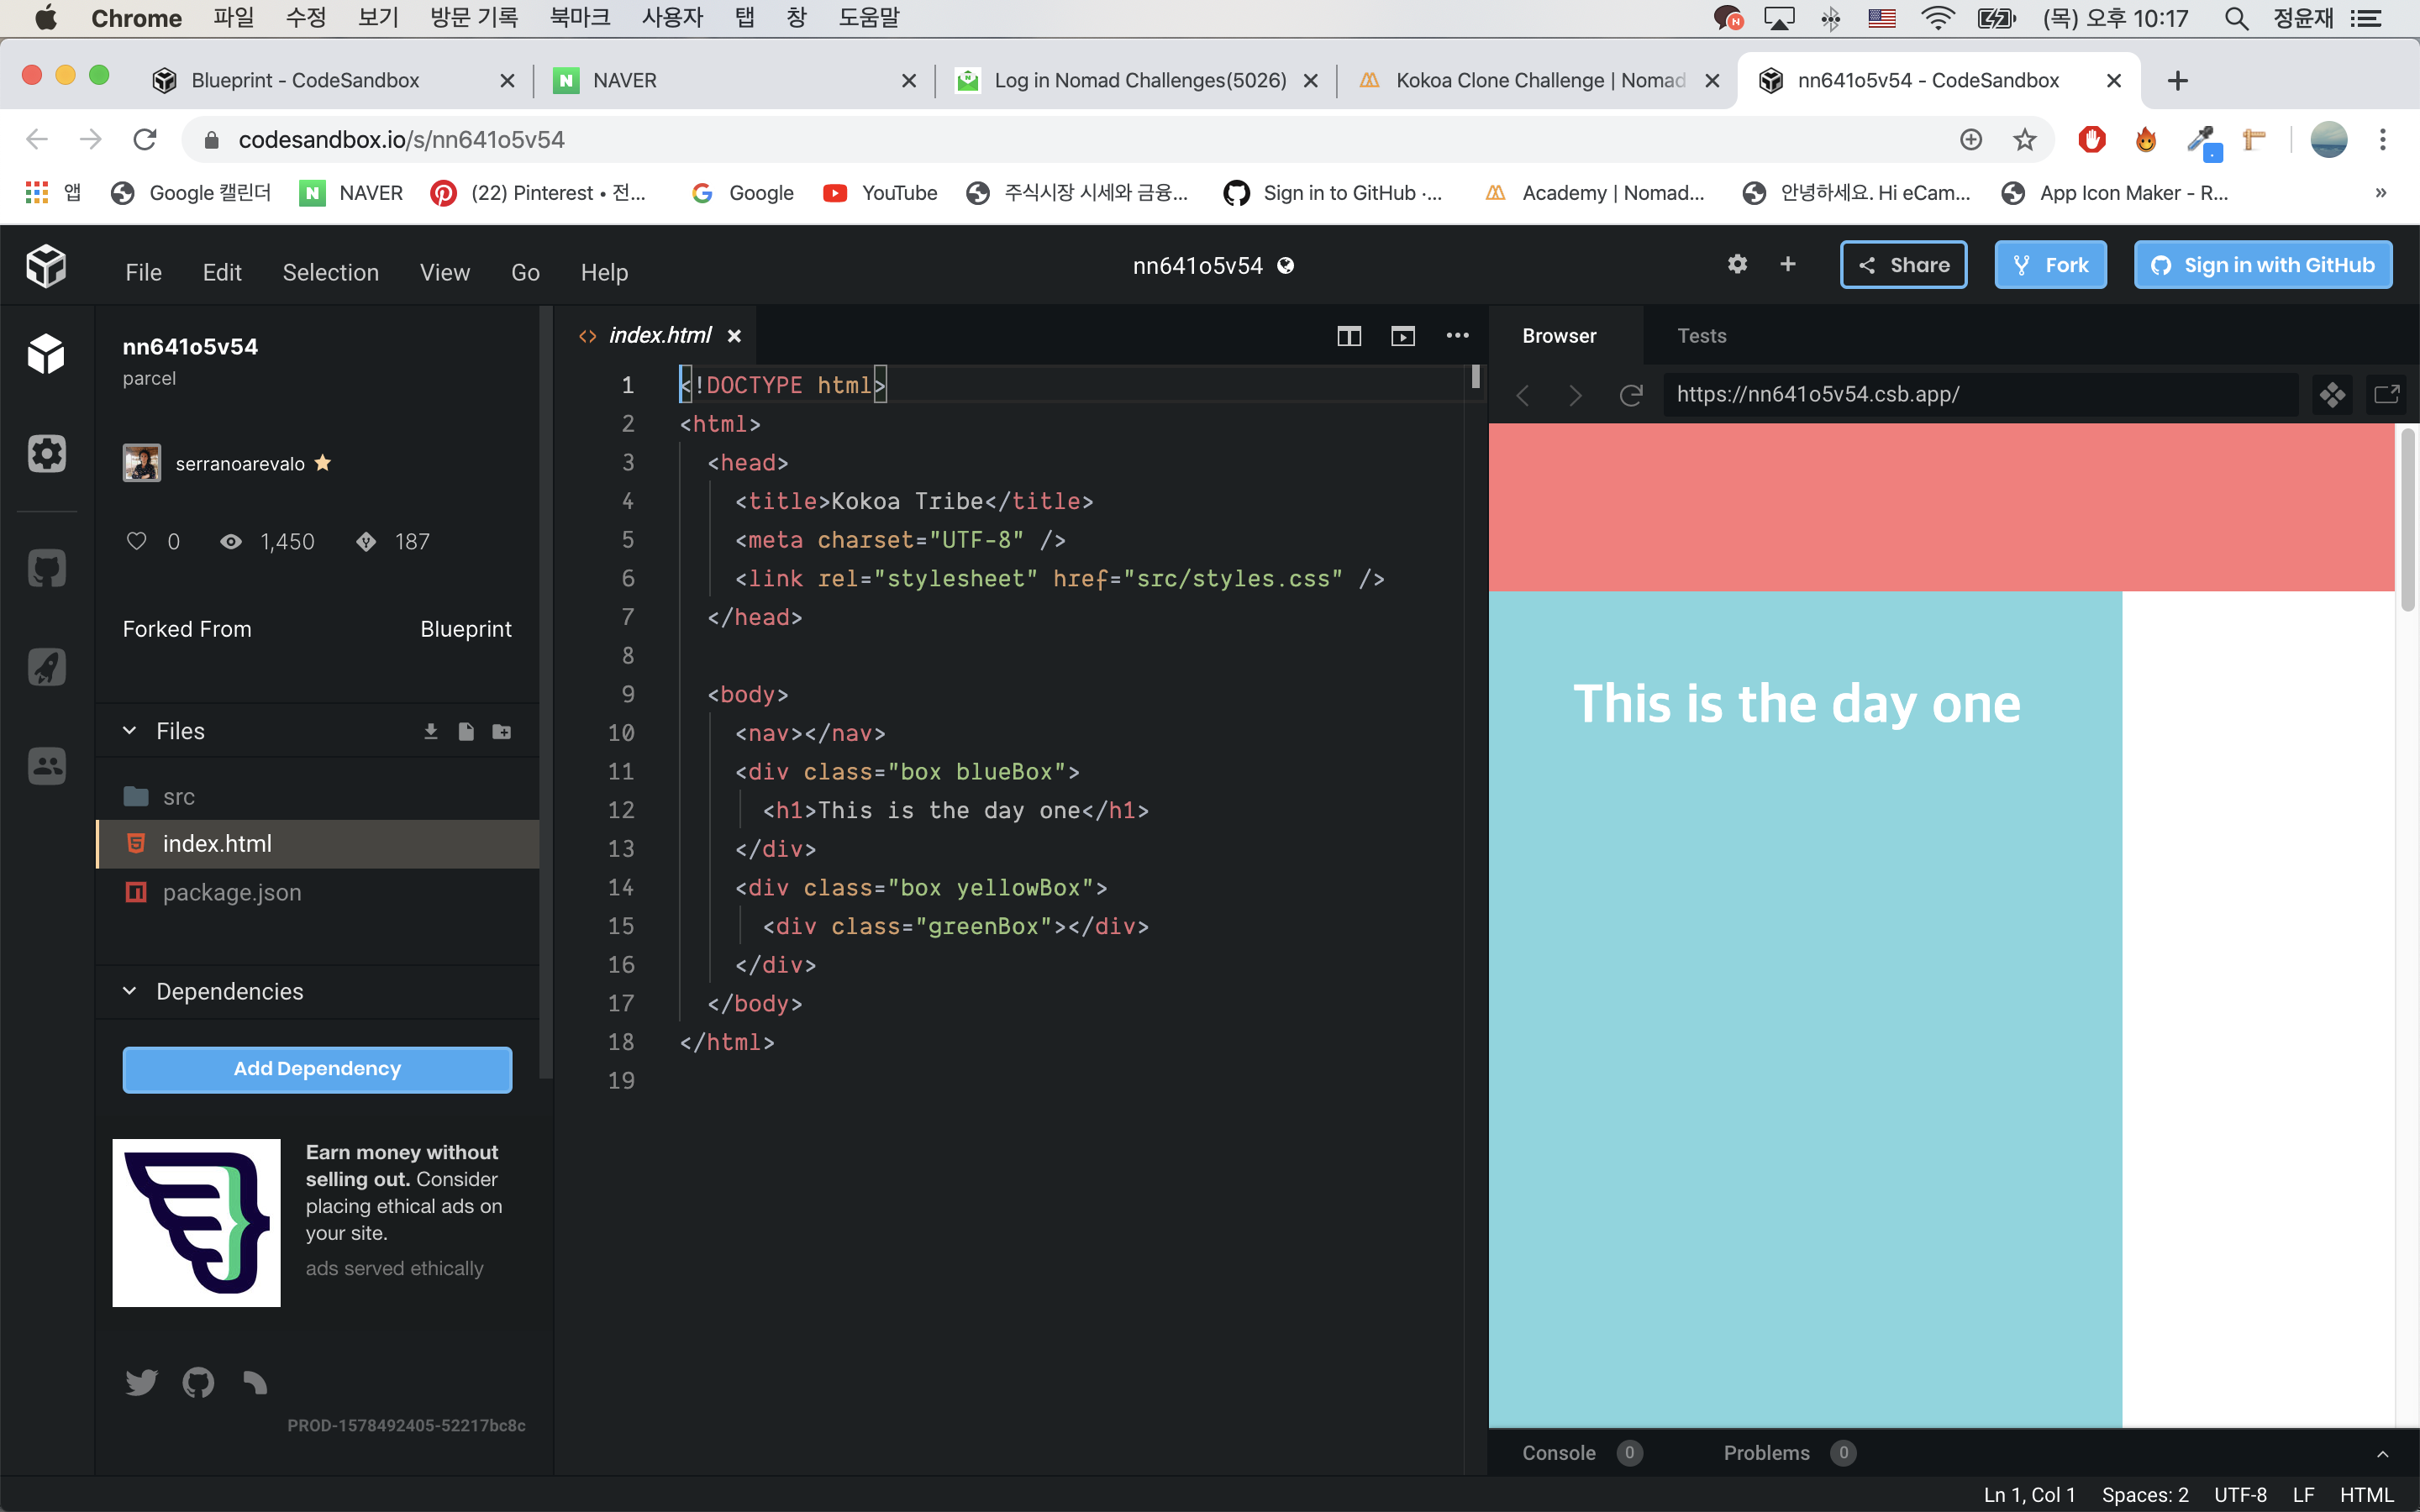 Chrome 파일 수정 보기 방문 기록 북마크 사용자 탭 창 도움말 (목) 오후 10:17 정윤재
Blueprint - CodeSandbox NAVER Log in Nomad Challenges(5026) Kokoa Clone Challenge | Nomad nn641o5v54 - CodeSandbox
codesandbox.io/s/nn641o5v54
앱 Google 캘린더 NAVER (22) Pinterest • 전... Google YouTube 주식시장 시세와 금융... Sign in to GitHub ·... Academy | Nomad... 안녕하세요. Hi eCam... App Icon Maker - R... »
File Edit Selection View Go Help nn641o5v54 Share Fork Sign in with GitHub
nn641o5v54
parcel
serranoarevalo
0 1,450 187
Forked From Blueprint
Files
src
index.html
package.json
Dependencies
Add Dependency
Earn money without
selling out. Consider
placing ethical ads on
your site.
ads served ethically
PROD-1578492405-52217bc8c
index.html
1 <!DOCTYPE html>
2 <html>
3 <head>
4 <title>Kokoa Tribe</title>
5 <meta charset="UTF-8" />
6 <link rel="stylesheet" href="src/styles.css" />
7 </head>
8
9 <body>
10 <nav></nav>
11 <div class="box blueBox">
12 <h1>This is the day one</h1>
13 </div>
14 <div class="box yellowBox">
15 <div class="greenBox"></div>
16 </div>
17 </body>
18 </html>
19
Browser Tests
https://nn641o5v54.csb.app/
This is the day one
Console 0 Problems 0
Ln 1, Col 1 Spaces: 2 UTF-8 LF HTML